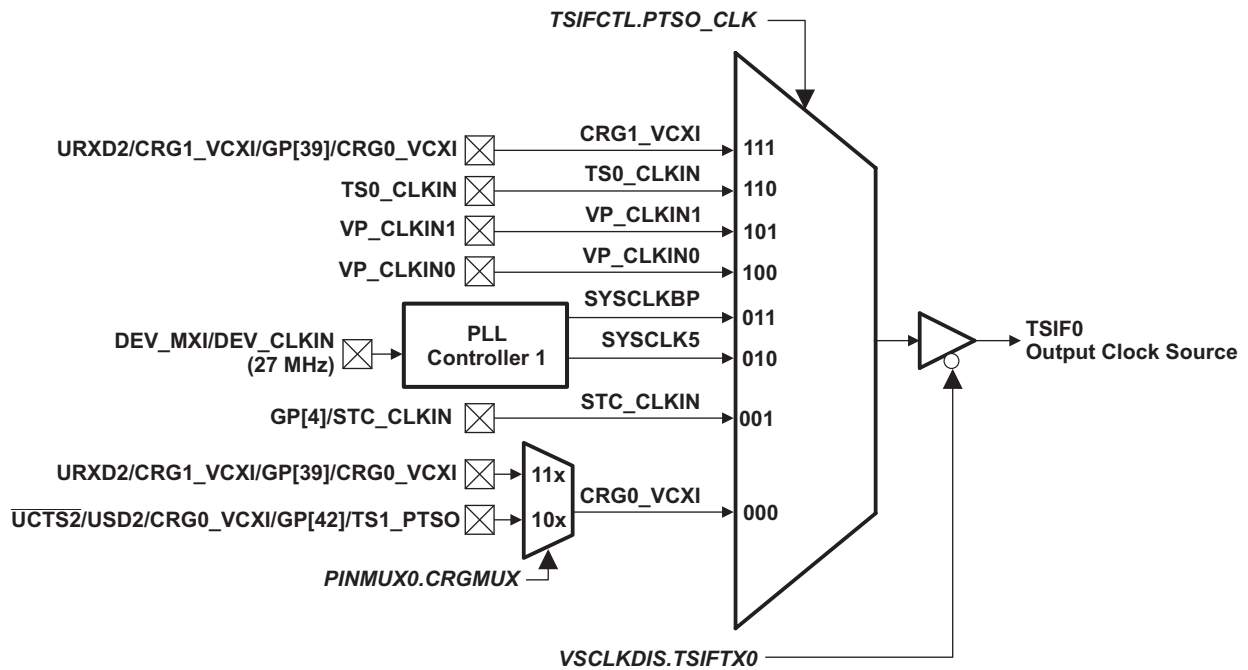 TSIFCTL.PTSO_CLK
URXD2/CRG1_VCXI/GP[39]/CRG0_VCXI
CRG1_VCXI
111
TS0_CLKIN
TS0_CLKIN
110
VP_CLKIN1
VP_CLKIN1
101
VP_CLKIN0
VP_CLKIN0
100
DEV_MXI/DEV_CLKIN
(27 MHz)
PLL
Controller 1
SYSCLKBP
011
SYSCLK5
010
TSIF0
Output Clock Source
GP[4]/STC_CLKIN
STC_CLKIN
001
URXD2/CRG1_VCXI/GP[39]/CRG0_VCXI
11x
UCTS2/USD2/CRG0_VCXI/GP[42]/TS1_PTSO
10x
CRG0_VCXI
000
PINMUX0.CRGMUX
VSCLKDIS.TSIFTX0